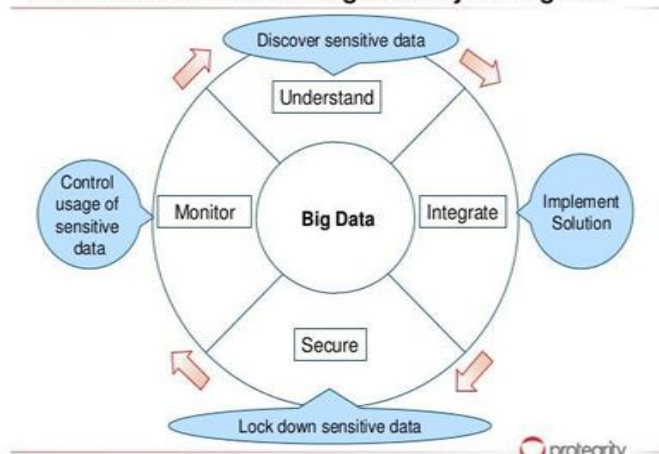 Discover sensitive data
Understand
Control
usage of
sensitive
data
Monitor
Big Data
Integrate
Implement
Solution
Secure
Lock down sensitive data
protegrity